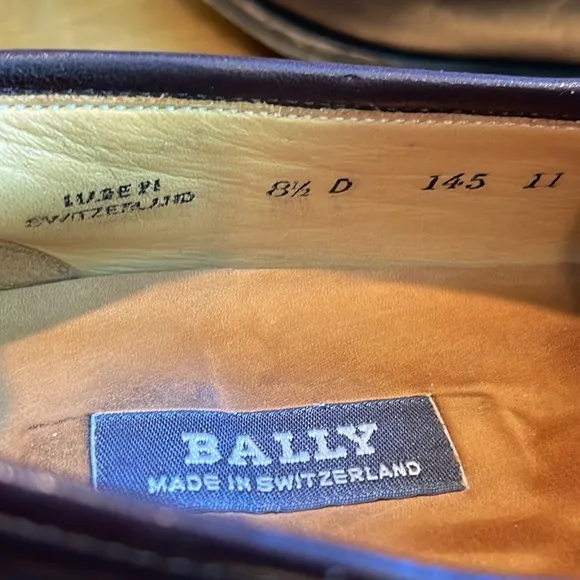 SWITZERLAND
8½ D 145 11
BALLY
MADE IN SWITZERLAND